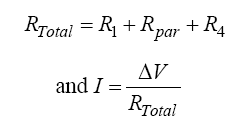 R_Total = R_1 + R_par + R_4
and I = ΔV / R_Total